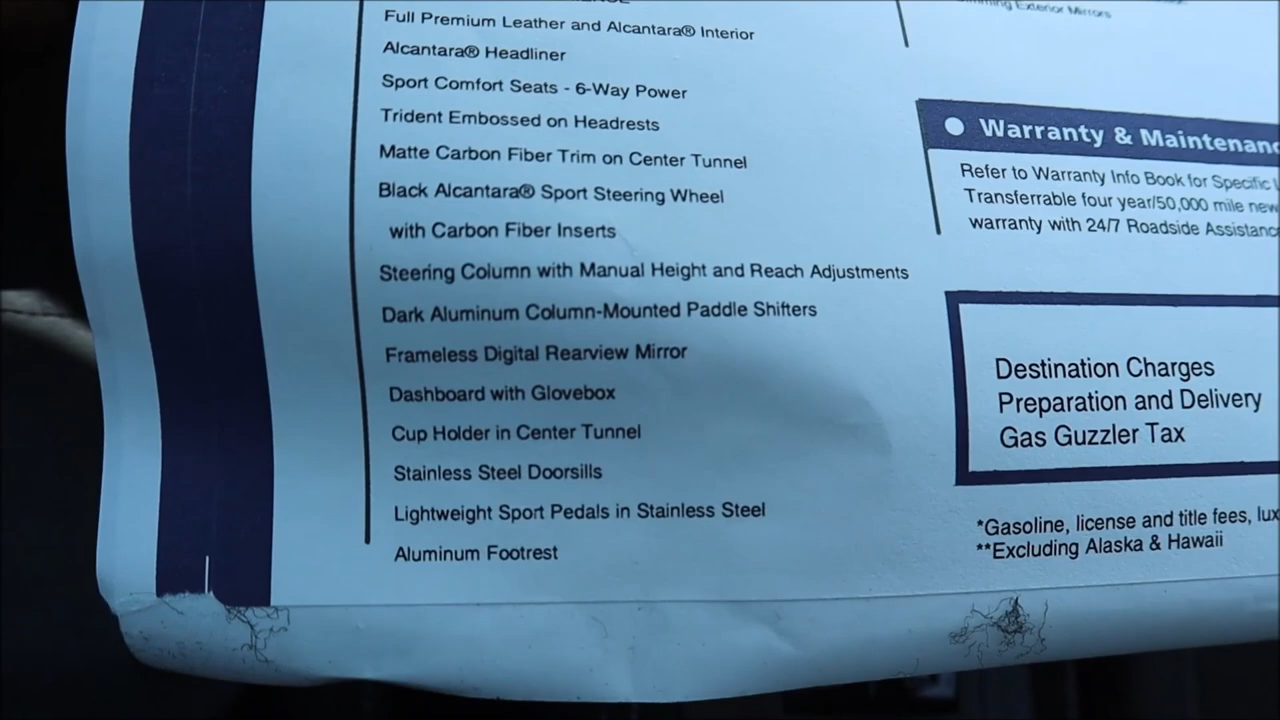 Full Premium Leather and Alcantara® Interior
Alcantara® Headliner
Sport Comfort Seats - 6-Way Power
Trident Embossed on Headrests
Matte Carbon Fiber Trim on Center Tunnel
Black Alcantara® Sport Steering Wheel
with Carbon Fiber Inserts
Steering Column with Manual Height and Reach Adjustments
Dark Aluminum Column-Mounted Paddle Shifters
Frameless Digital Rearview Mirror
Dashboard with Glovebox
Cup Holder in Center Tunnel
Stainless Steel Doorsills
Lightweight Sport Pedals in Stainless Steel
Aluminum Footrest
Exterior Mirrors
Warranty & Maintenanc
Refer to Warranty Info Book for Specific
Transferrable four year/50,000 mile new
warranty with 24/7 Roadside Assistanc
Destination Charges
Preparation and Delivery
Gas Guzzler Tax
*Gasoline, license and title fees, lux
**Excluding Alaska & Hawaii